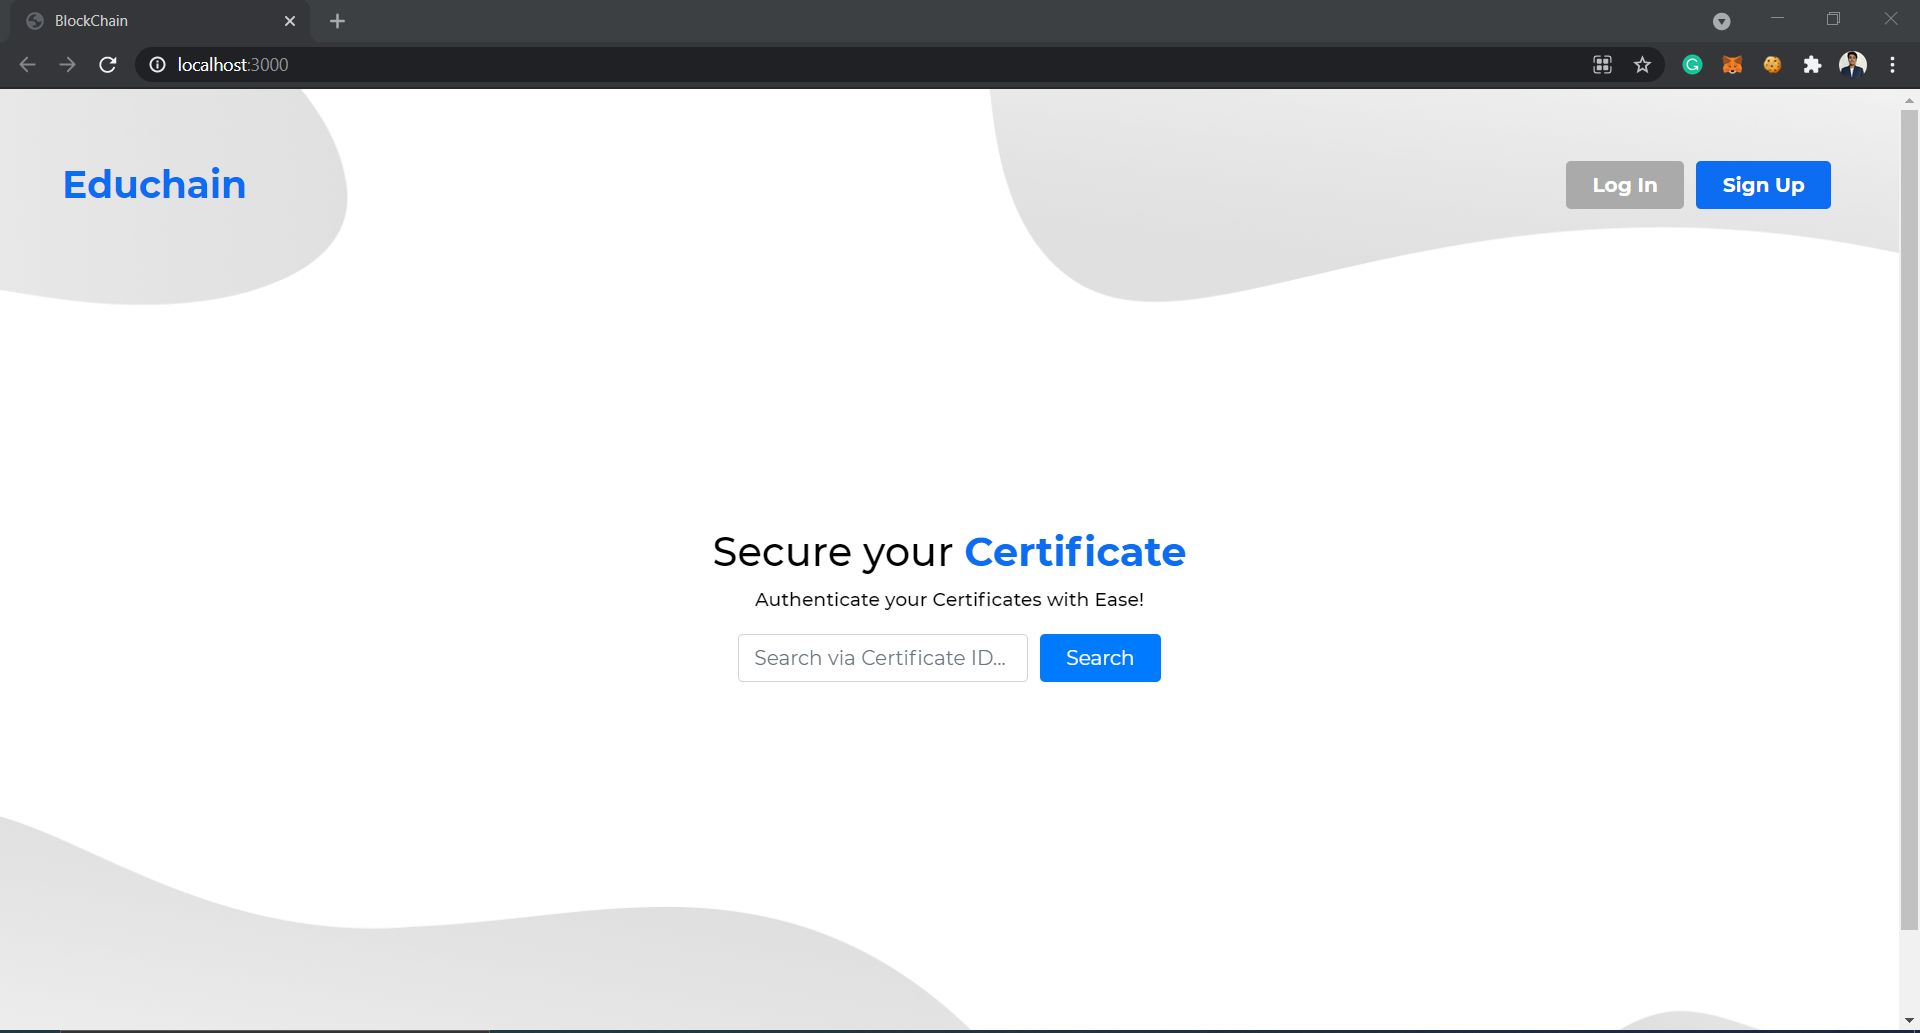 BlockChain
localhost:3000
Educhain
Log In
Sign Up
Secure your Certificate
Authenticate your Certificates with Ease!
Search via Certificate ID...
Search